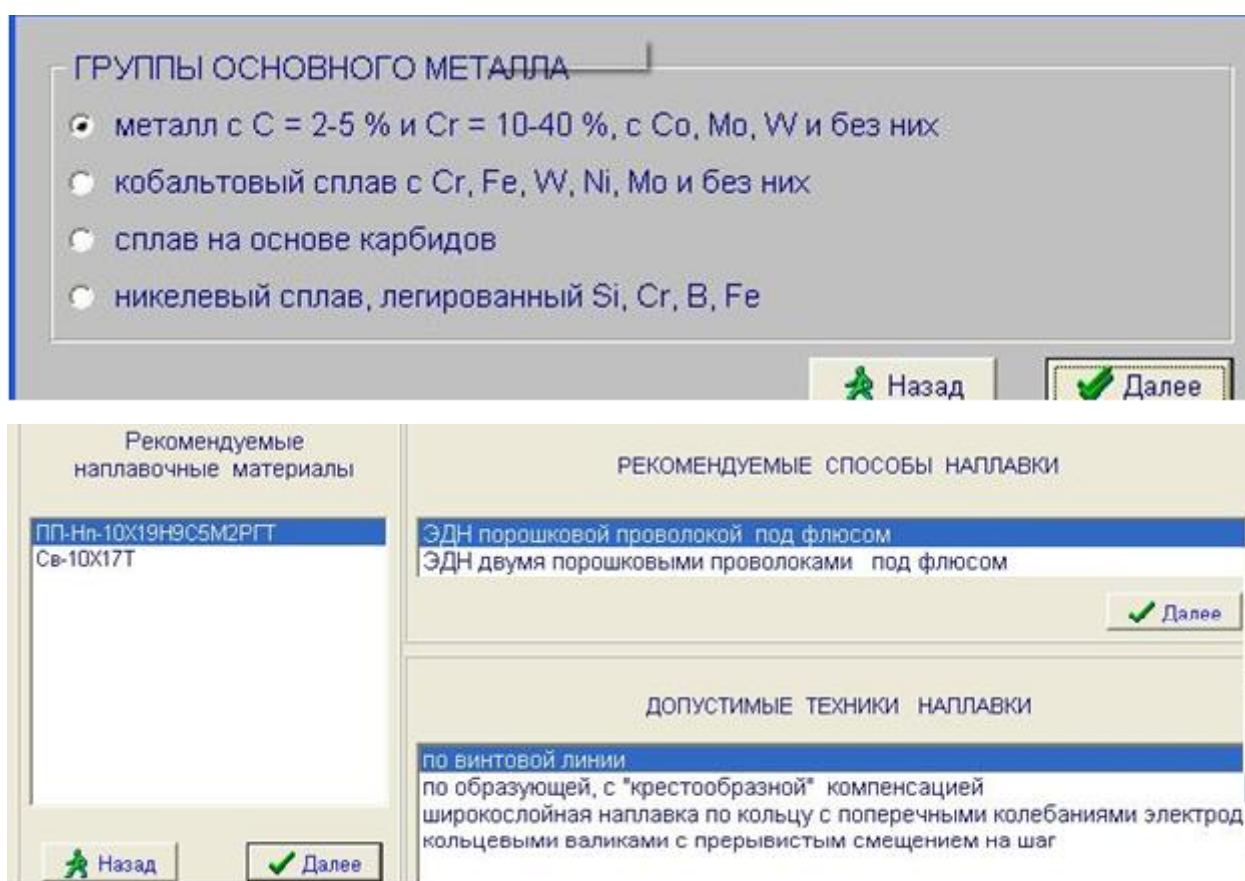 ГРУППЫ ОСНОВНОГО МЕТАЛЛА
металл с C = 2-5 % и Cr = 10-40 %, с Co, Mo, W и без них
кобальтовый сплав с Cr, Fe, W, Ni, Mo и без них
сплав на основе карбидов
никелевый сплав, легированный Si, Cr, B, Fe
Назад
Далее
Рекомендуемые
наплавочные материалы
ПП-Нп-10Х19Н9С5М2РГТ
Св-10Х17Т
Назад
Далее
РЕКОМЕНДУЕМЫЕ СПОСОБЫ НАПЛАВКИ
ЭДН порошковой проволокой под флюсом
ЭДН двумя порошковыми проволоками под флюсом
Далее
ДОПУСТИМЫЕ ТЕХНИКИ НАПЛАВКИ
по винтовой линии
по образующей, с "крестообразной" компенсацией
широкослойная наплавка по кольцу с поперечными колебаниями электрод
кольцевыми валиками с прерывистым смещением на шаг